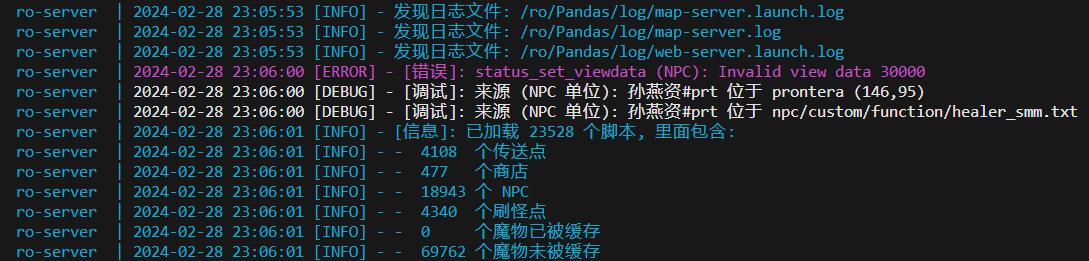 ro-server | 2024-02-28 23:05:53 [INFO] - 发现日志文件: /ro/Pandas/log/map-server.launch.log
ro-server | 2024-02-28 23:05:53 [INFO] - 发现日志文件: /ro/Pandas/log/map-server.log
ro-server | 2024-02-28 23:05:53 [INFO] - 发现日志文件: /ro/Pandas/log/web-server.launch.log
ro-server | 2024-02-28 23:06:00 [ERROR] - [错误]: status_set_viewdata (NPC): Invalid view data 30000
ro-server | 2024-02-28 23:06:00 [DEBUG] - [调试]: 来源 (NPC 单位): 孙燕姿#prt 位于 prontera (146,95)
ro-server | 2024-02-28 23:06:00 [DEBUG] - [调试]: 来源 (NPC 单位): 孙燕姿#prt 位于 npc/custom/function/healer_smm.txt
ro-server | 2024-02-28 23:06:01 [INFO] - [信息]: 已加载 23528 个脚本, 里面包含:
ro-server | 2024-02-28 23:06:01 [INFO] - - 4108 个传送点
ro-server | 2024-02-28 23:06:01 [INFO] - - 477 个商店
ro-server | 2024-02-28 23:06:01 [INFO] - - 18943 个 NPC
ro-server | 2024-02-28 23:06:01 [INFO] - - 4340 个刷怪点
ro-server | 2024-02-28 23:06:01 [INFO] - - 0 个魔物已被缓存
ro-server | 2024-02-28 23:06:01 [INFO] - - 69762 个魔物未被缓存